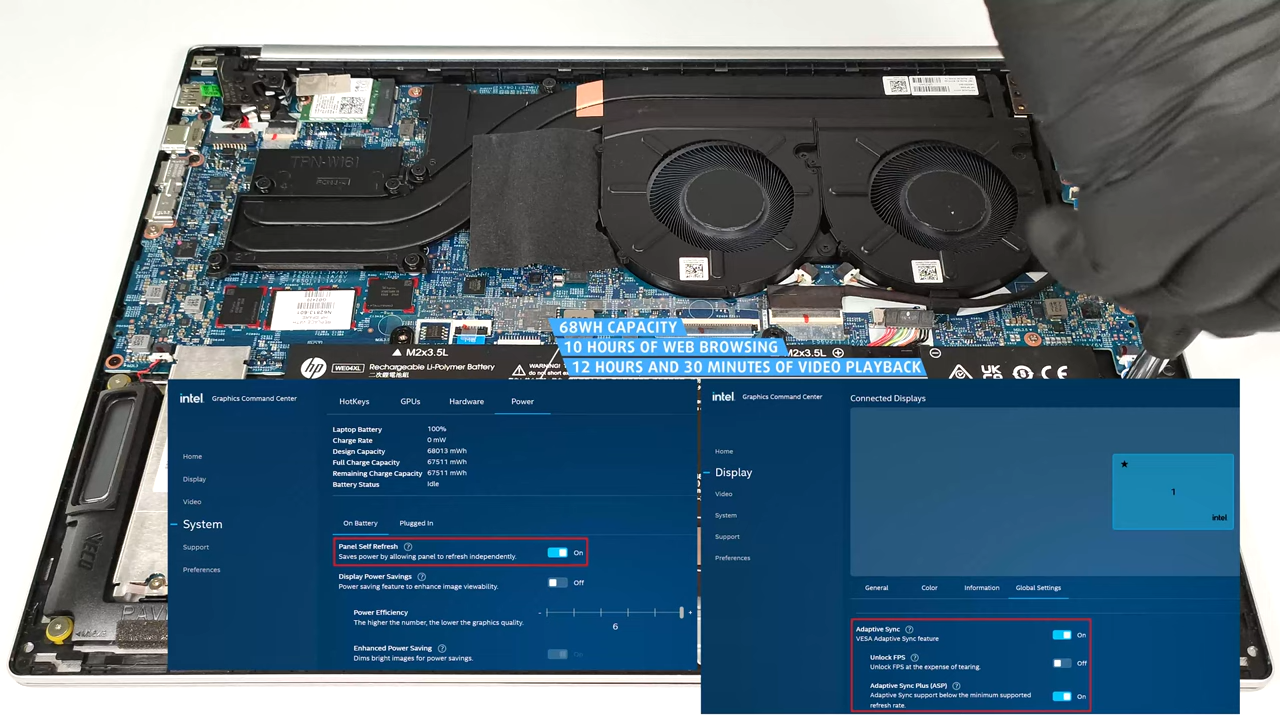 TPN-W161
68WH CAPACITY
10 HOURS OF WEB BROWSING
12 HOURS AND 30 MINUTES OF VIDEO PLAYBACK
hp
M2x3.5L
WE04XL
Rechargeable Li-Polymer Battery
WARNING
M2x3.5L
UK
CA
CE
intel. Graphics Command Center
Home
Display
Video
System
Support
Preferences
HotKeys
GPUs
Hardware
Power
Laptop Battery 100%
Charge Rate 0 mW
Design Capacity 68013 mWh
Full Charge Capacity 67511 mWh
Remaining Charge Capacity 67511 mWh
Battery Status Idle
On Battery Plugged In
Panel Self Refresh ? On
Saves power by allowing panel to refresh independently.
Display Power Savings ? Off
Power saving feature to enhance image viewability.
Power Efficiency - +
The higher the number, the lower the graphics quality.
6
Enhanced Power Saving ?
Dims bright images for power savings.
intel. Graphics Command Center
Home
Display
Video
System
Support
Preferences
Connected Displays
1
intel
General Color Information Global Settings
Adaptive Sync ? On
VESA Adaptive Sync feature
Unlock FPS ? Off
Unlock FPS at the expense of tearing.
Adaptive Sync Plus (ASP) ? On
Adaptive Sync support below the minimum supported
refresh rate.